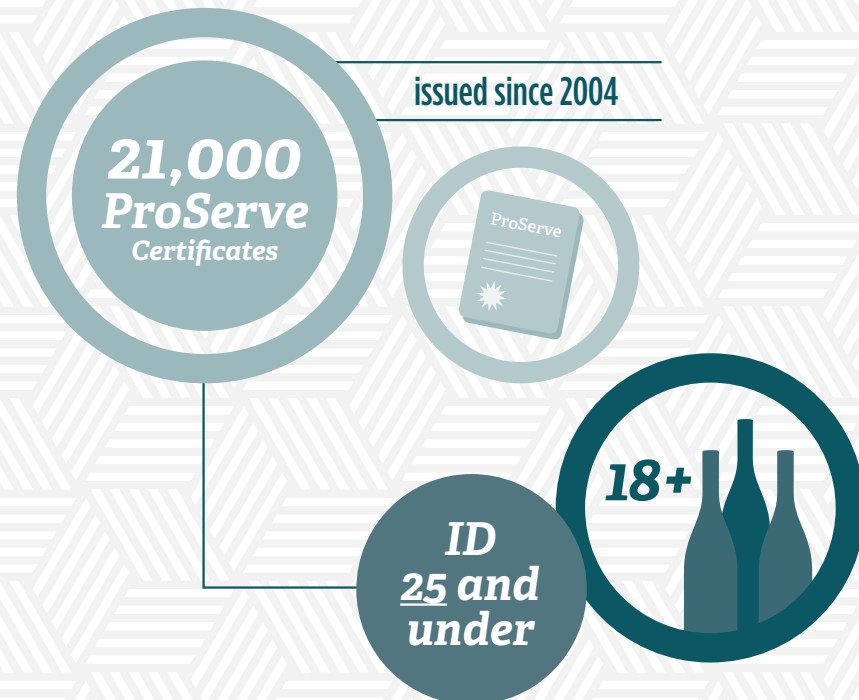 21,000
ProServe
Certificates
issued since 2004
ProServe
18+
ID
25 and
under